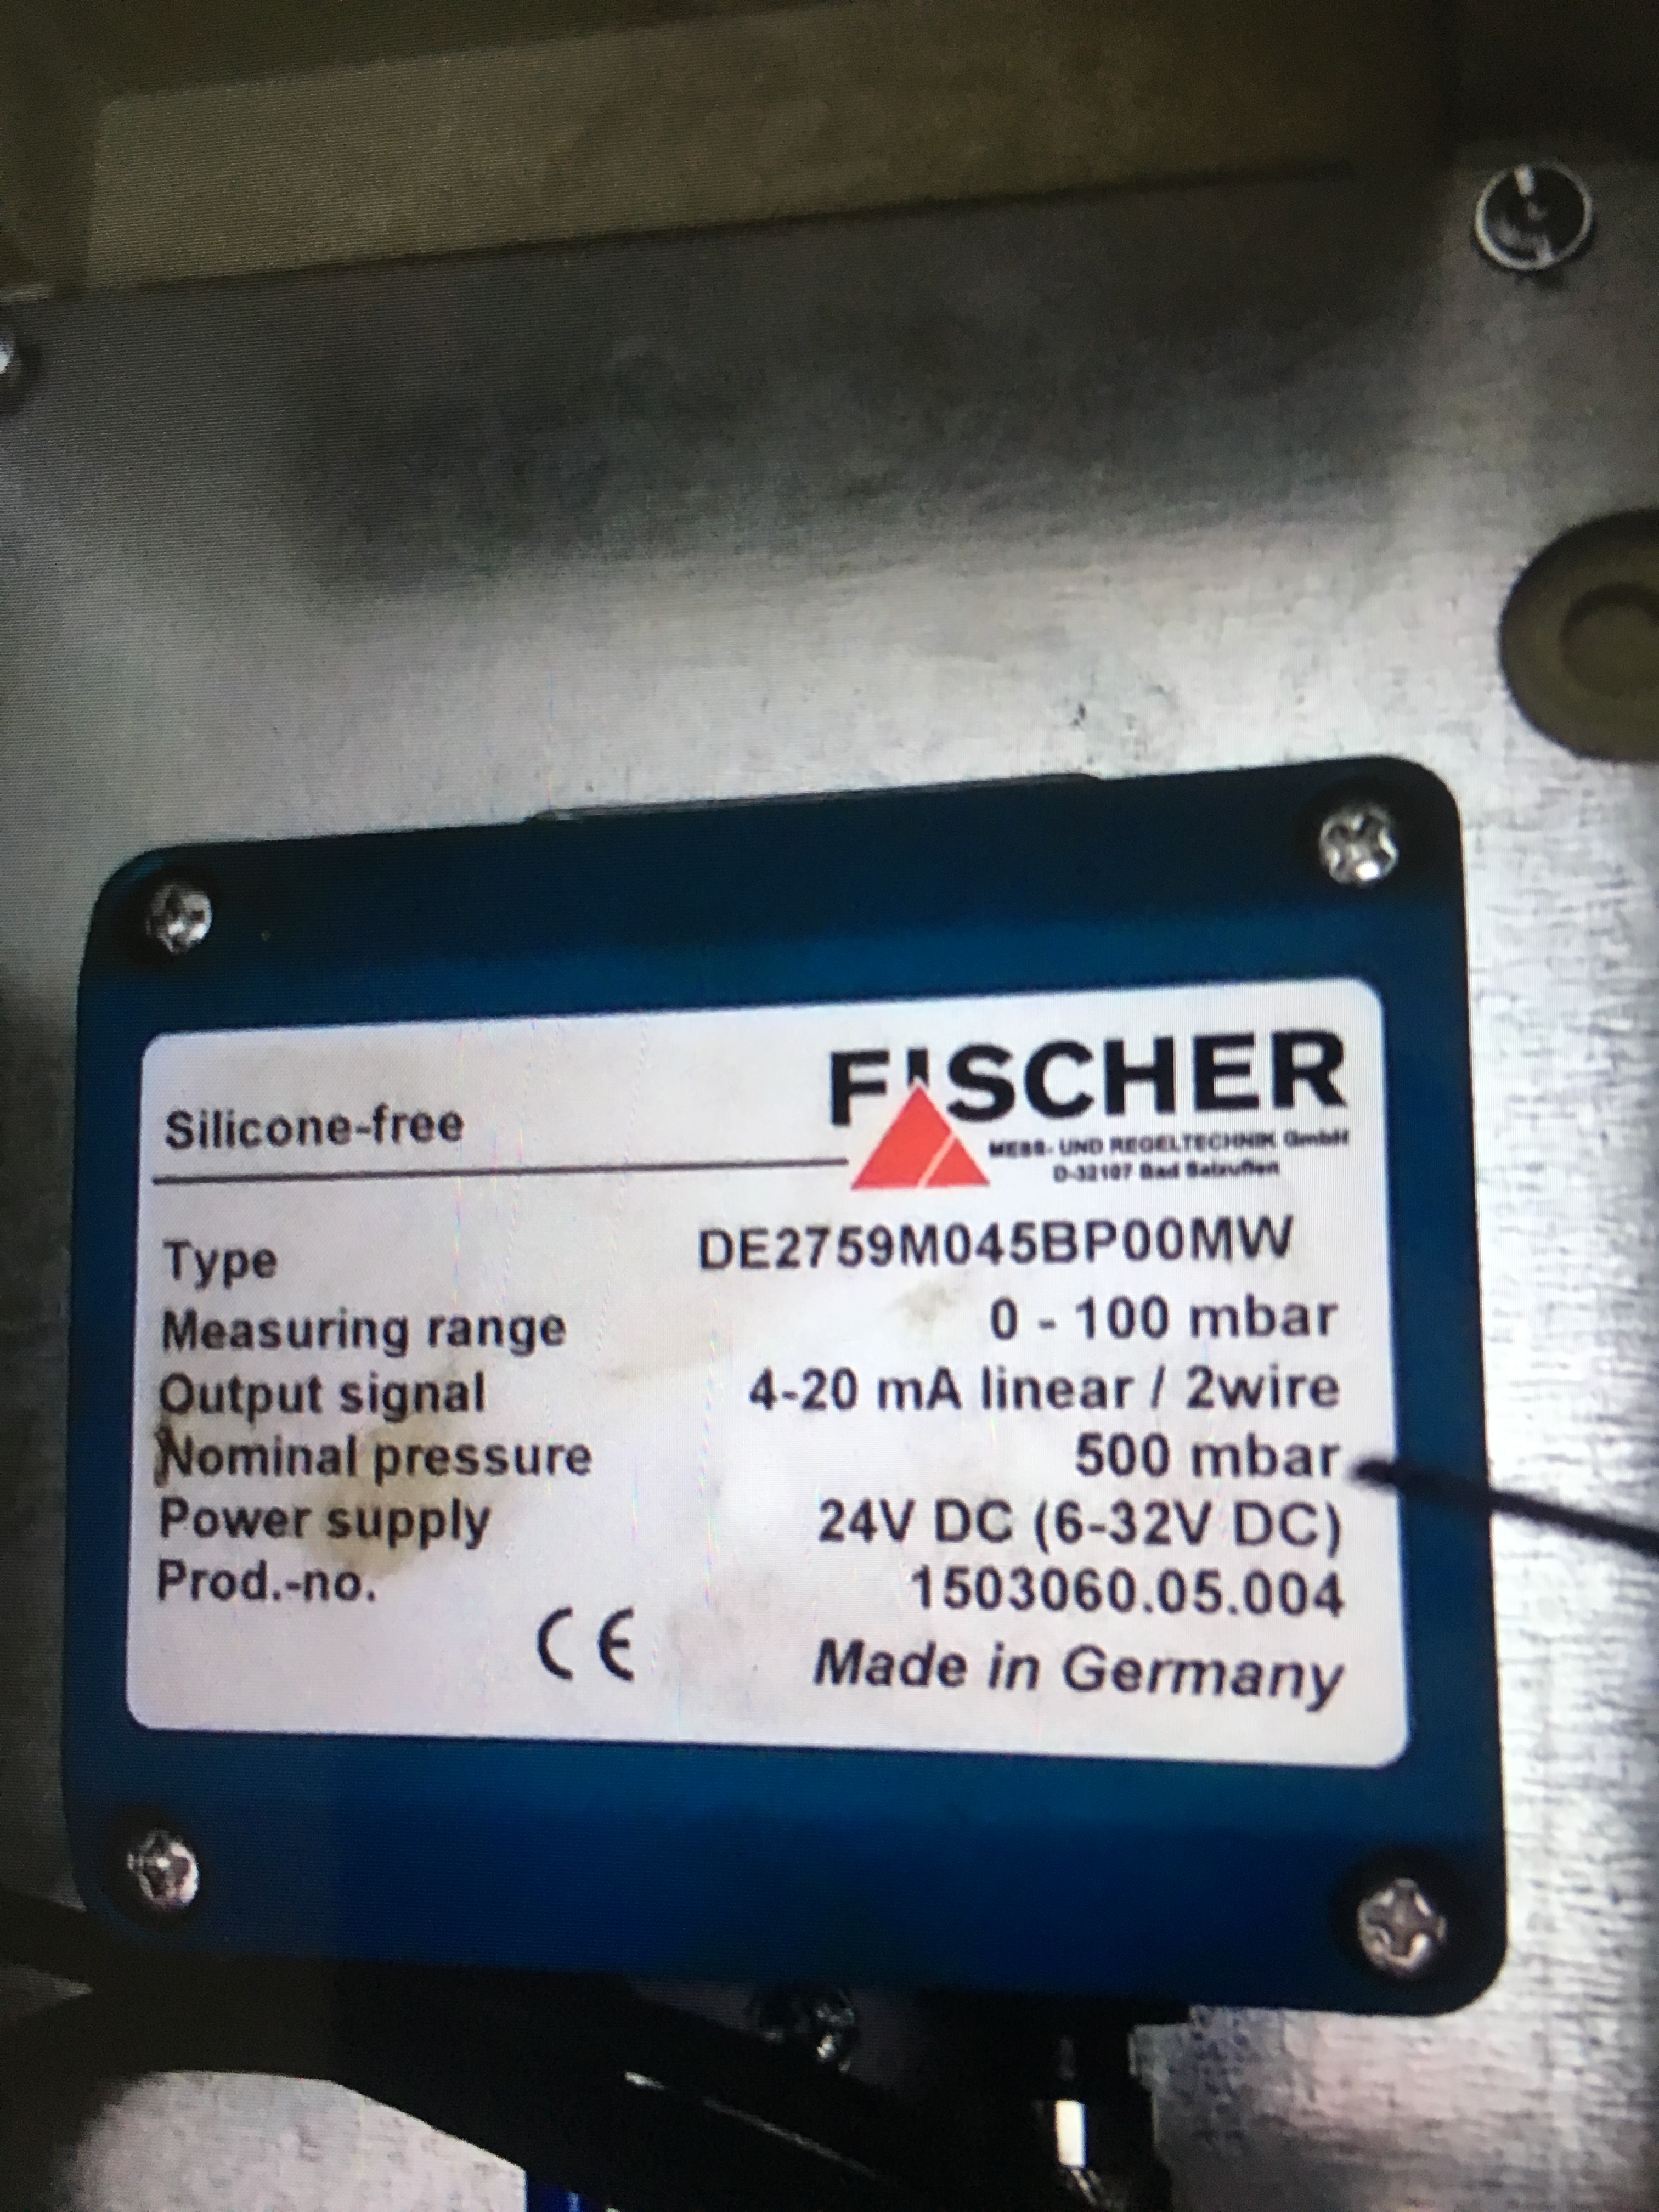 FISCHER
MESS- UND REGELTECHNIK GmbH
D-32107 Bad Salzuflen
Silicone-free
Type DE2759M045BP00MW
Measuring range 0 - 100 mbar
Output signal 4-20 mA linear / 2wire
Nominal pressure 500 mbar
Power supply 24V DC (6-32V DC)
Prod.-no. 1503060.05.004
CE Made in Germany